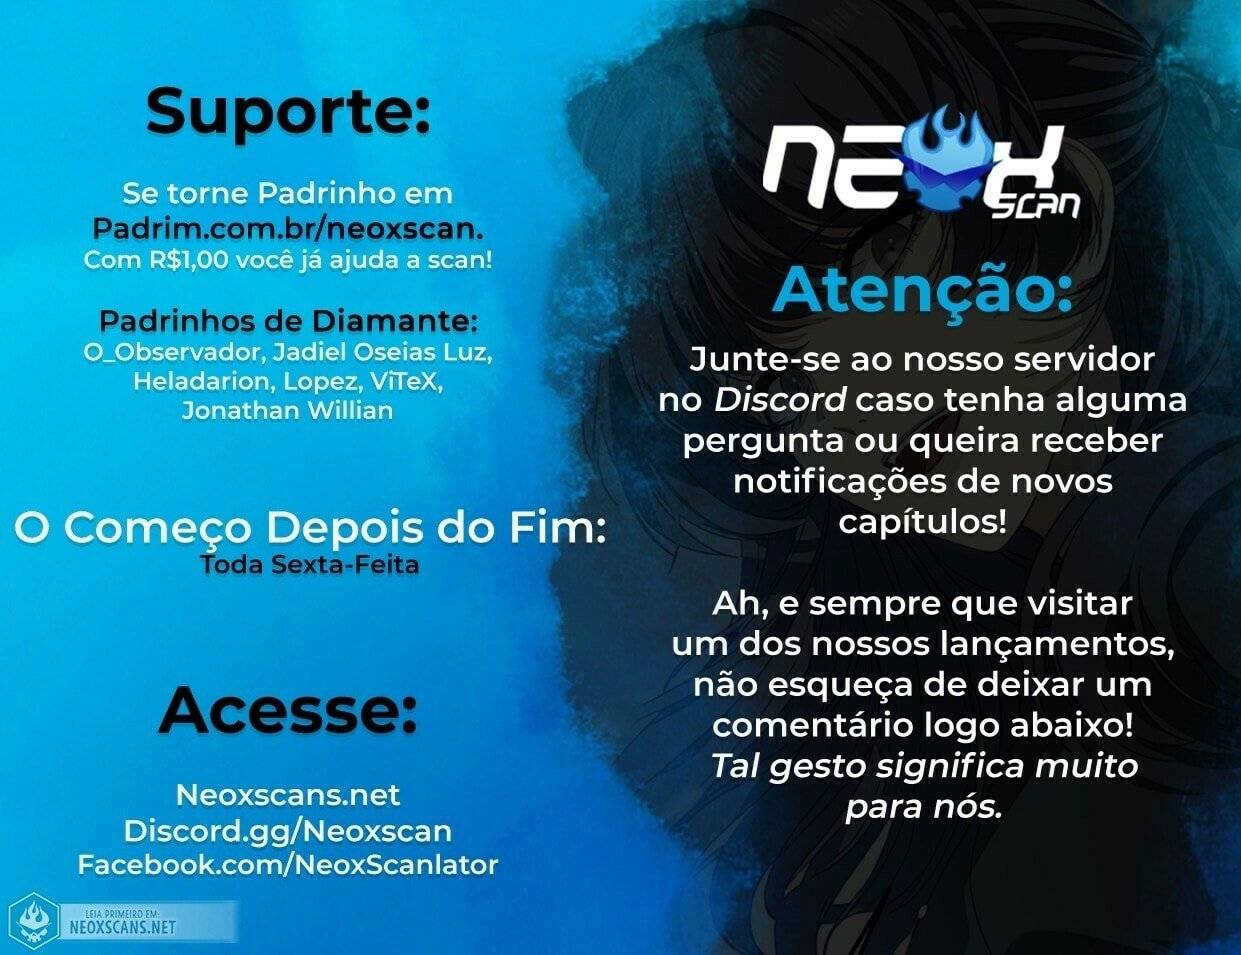 Suporte:
Se torne Padrinho em
Padrim.com.br/neoxscan.
Com R$1,00 você já ajuda a scan!
Padrinhos de Diamante:
O_Observador, Jadiel Oseias Luz,
Heladarion, Lopez, ViTeX,
Jonathan Willian
O Começo Depois do Fim:
Toda Sexta-Feita
Acesse:
Neoxscans.net
Discord.gg/Neoxscan
Facebook.com/NeoxScanlator
LEIA PRIMEIRO EM:
NEOXSCANS.NET
NEOX
SCAN
Atenção:
Junte-se ao nosso servidor
no Discord caso tenha alguma
pergunta ou queira receber
notificações de novos
capítulos!
Ah, e sempre que visitar
um dos nossos lançamentos,
não esqueça de deixar um
comentário logo abaixo!
Tal gesto significa muito
para nós.